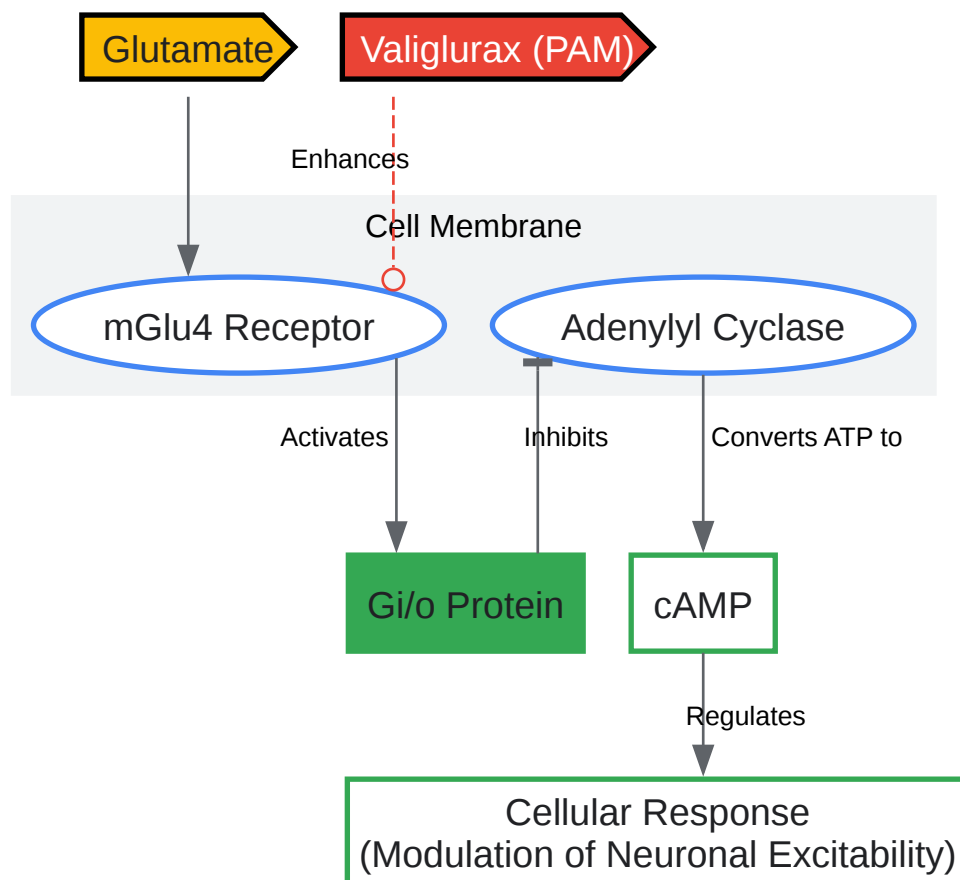 Glutamate
Valiglurax (PAM)
Enhances
Cell Membrane
mGlu4 Receptor
Adenylyl Cyclase
Activates
Inhibits
Converts ATP to
Gi/o Protein
cAMP
Regulates
Cellular Response
(Modulation of Neuronal Excitability)